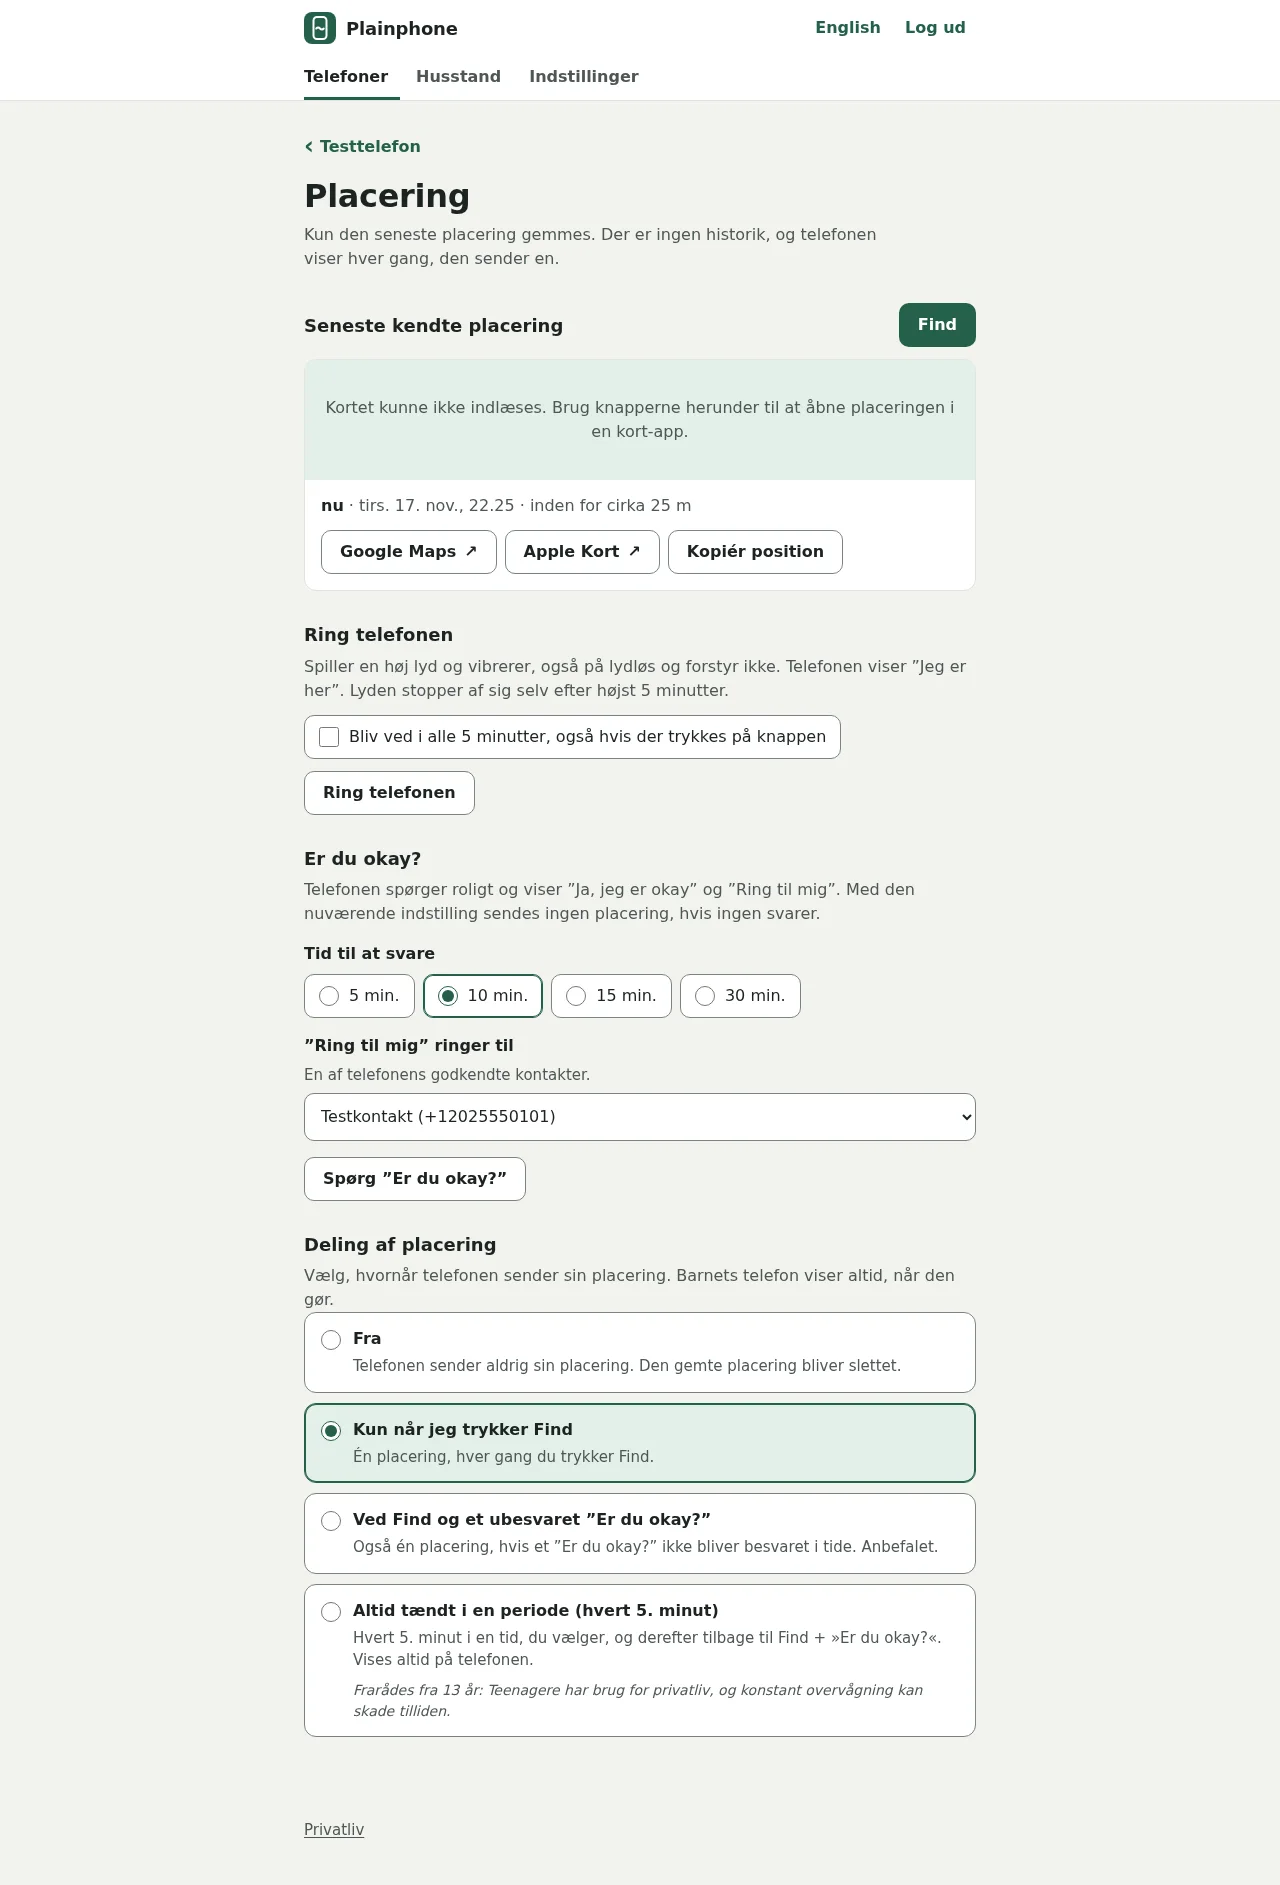 Plainphone
English
Log ud
Telefoner
Husstand
Indstillinger
‹ Testtelefon
Placering
Kun den seneste placering gemmes. Der er ingen historik, og telefonen
viser hver gang, den sender en.
Seneste kendte placering
Find
Kortet kunne ikke indlæses. Brug knapperne herunder til at åbne placeringen i
en kort-app.
nu · tirs. 17. nov., 22.25 · inden for cirka 25 m
Google Maps ↗
Apple Kort ↗
Kopiér position
Ring telefonen
Spiller en høj lyd og vibrerer, også på lydløs og forstyr ikke. Telefonen viser ”Jeg er
her”. Lyden stopper af sig selv efter højst 5 minutter.
Bliv ved i alle 5 minutter, også hvis der trykkes på knappen
Ring telefonen
Er du okay?
Telefonen spørger roligt og viser ”Ja, jeg er okay” og ”Ring til mig”. Med den
nuværende indstilling sendes ingen placering, hvis ingen svarer.
Tid til at svare
5 min.
10 min.
15 min.
30 min.
”Ring til mig” ringer til
En af telefonens godkendte kontakter.
Testkontakt (+12025550101)
Spørg ”Er du okay?”
Deling af placering
Vælg, hvornår telefonen sender sin placering. Barnets telefon viser altid, når den
gør.
Fra
Telefonen sender aldrig sin placering. Den gemte placering bliver slettet.
Kun når jeg trykker Find
Én placering, hver gang du trykker Find.
Ved Find og et ubesvaret ”Er du okay?”
Også én placering, hvis et ”Er du okay?” ikke bliver besvaret i tide. Anbefalet.
Altid tændt i en periode (hvert 5. minut)
Hvert 5. minut i en tid, du vælger, og derefter tilbage til Find + »Er du okay?«.
Vises altid på telefonen.
Frarådes fra 13 år: Teenagere har brug for privatliv, og konstant overvågning kan
skade tilliden.
Privatliv